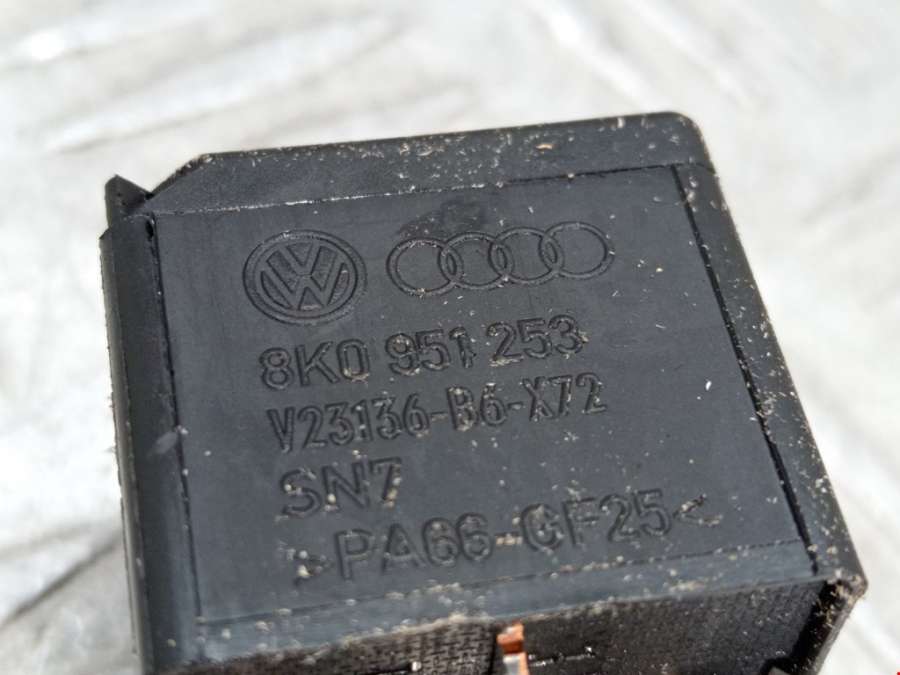 8K0 951 253
V23136-B6-X72
SN7
>PA66-GF25<